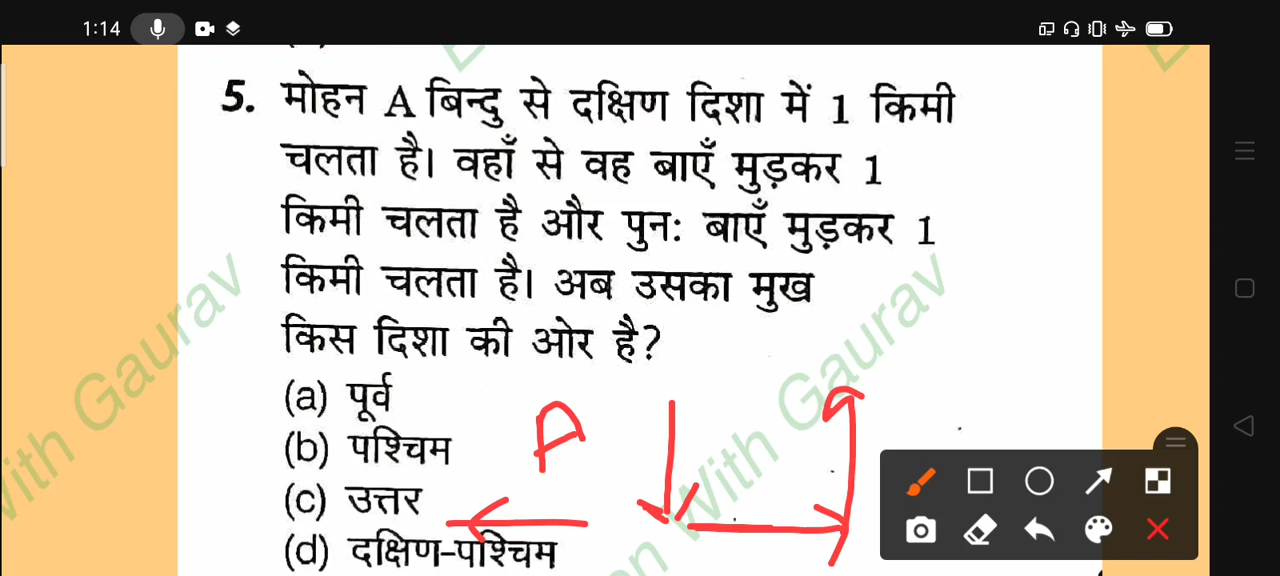 1:14
5. मोहन A बिन्दु से दक्षिण दिशा में 1 किमी
चलता है। वहाँ से वह बाएँ मुड़कर 1
किमी चलता है और पुन: बाएँ मुड़कर 1
किमी चलता है। अब उसका मुख
किस दिशा की ओर है?
(a) पूर्व
(b) पश्चिम
(c) उत्तर
(d) दक्षिण-पश्चिम
A
With Gaurav
With Gaurav